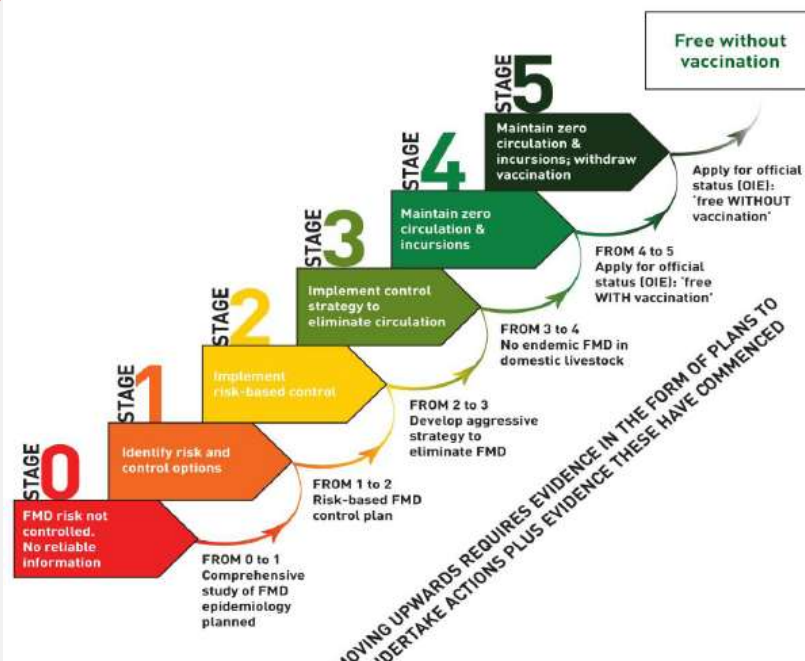 Free without
vaccination
STAGE
5
Maintain zero
circulation &
incursions; withdraw
vaccination
Apply for official
status (OIE):
'free WITHOUT
vaccination'
STAGE
4
Maintain zero
circulation &
incursions
FROM 4 to 5
Apply for official
status (OIE): 'free
WITH vaccination'
STAGE
3
Implement control
strategy to
eliminate circulation
FROM 3 to 4
No endemic FMD in
domestic livestock
STAGE
2
Implement
risk-based control
FROM 2 to 3
Develop aggressive
strategy to
eliminate FMD
STAGE
1
Identify risk and
control options
FROM 1 to 2
Risk-based FMD
control plan
STAGE
0
FMD risk not
controlled.
No reliable
information
FROM 0 to 1
Comprehensive
study of FMD
epidemiology
planned
MOVING UPWARDS REQUIRES EVIDENCE IN THE FORM OF PLANS TO
NDERTAKE ACTIONS PLUS EVIDENCE THESE HAVE COMMENCED